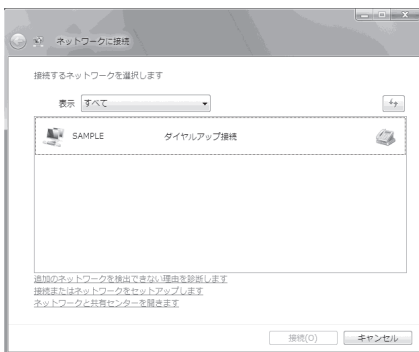 ネットワークに接続
接続するネットワークを選択します
表示 すべて
SAMPLE ダイヤルアップ接続
追加のネットワークを検出できない理由を診断します
接続またはネットワークをセットアップします
ネットワークと共有センターを開きます
接続(O) キャンセル